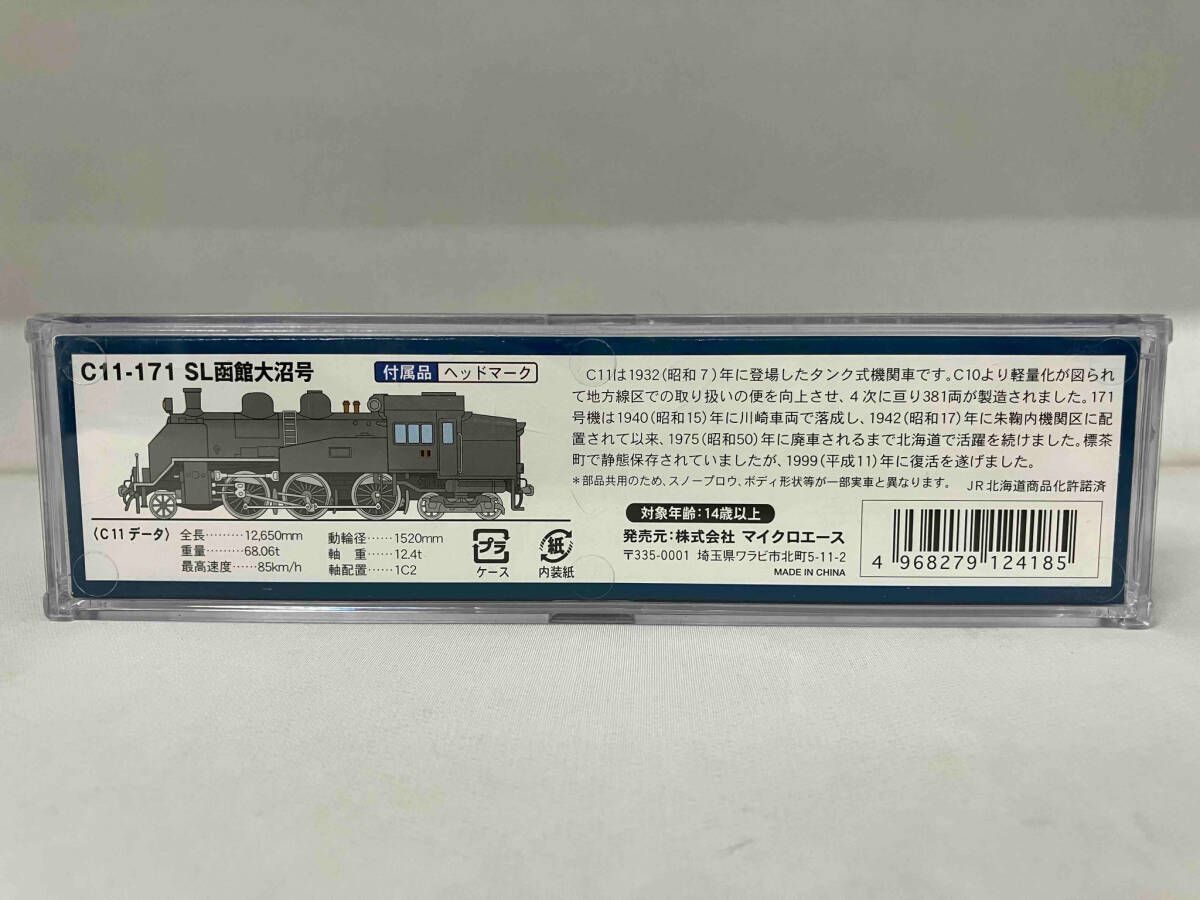 C11-171 SL函館大沼号
付属品 ヘッドマーク
〈C11データ〉
全長………12,650mm
重量…………68.06t
最高速度……85km/h
動輪径……1520mm
軸　重………12.4t
軸配置………1C2
プラ
ケース
紙
内装紙
C11は1932(昭和7)年に登場したタンク式機関車です。C10より軽量化が図られ
て地方線区での取り扱いの便を向上させ、4次に亘り381両が製造されました。171
号機は1940(昭和15)年に川崎車両で落成し、1942(昭和17)年に朱鞠内機関区に配
置されて以来、1975(昭和50)年に廃車されるまで北海道で活躍を続けました。標茶
町で静態保存されていましたが、1999(平成11)年に復活を遂げました。
＊部品共用のため、スノープロウ、ボディ形状等が一部実車と異なります。 JR北海道商品化許諾済
対象年齢:14歳以上
発売元:株式会社 マイクロエース
〒335-0001 埼玉県ワラビ市北町5-11-2
MADE IN CHINA
4 968279 124185